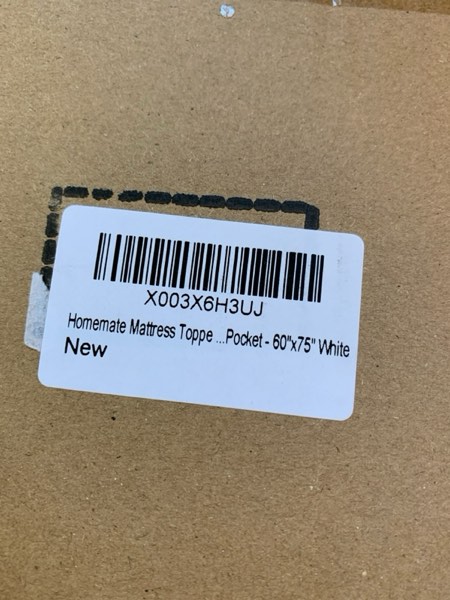 X003X6H3UJ
Homemate Mattress Toppe ...Pocket - 60"x75" White
New